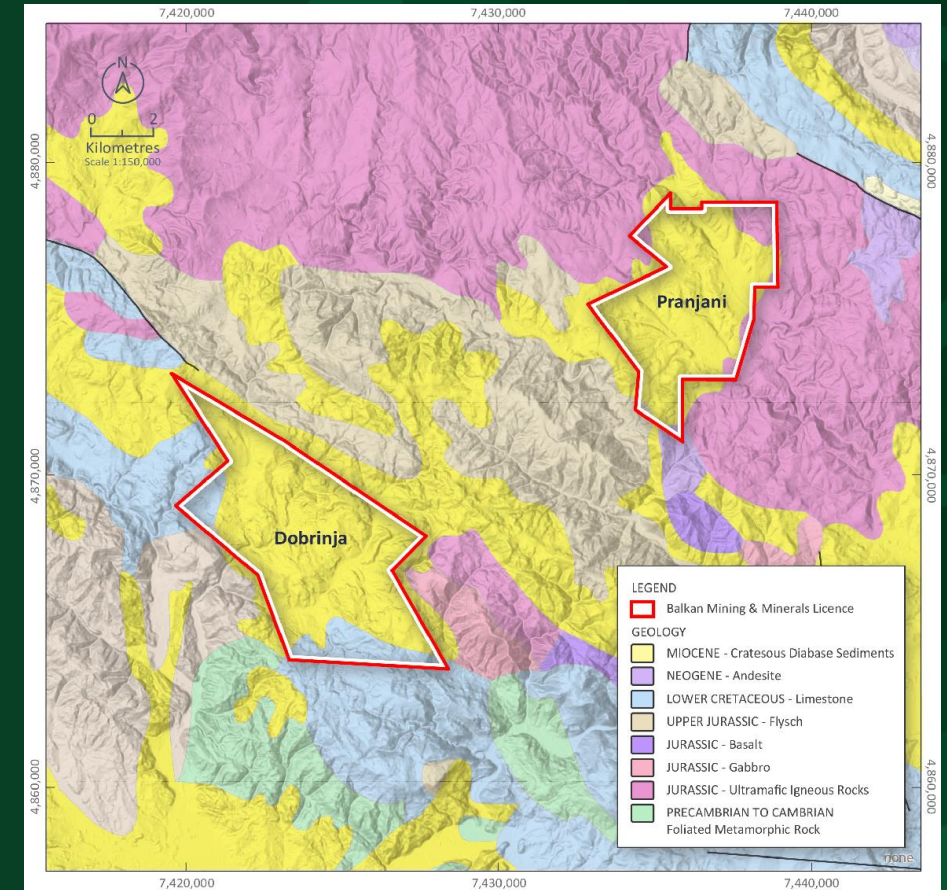 7,420,000
7,430,000
7,440,000
N
0 2
Kilometres
Scale 1:150,000
4,880,000
4,880,000
Pranjani
4,870,000
4,870,000
Dobrinja
LEGEND
Balkan Mining & Minerals Licence
GEOLOGY
MIOCENE - Cratesous Diabase Sediments
NEOGENE - Andesite
LOWER CRETACEOUS - Limestone
UPPER JURASSIC - Flysch
JURASSIC - Basalt
JURASSIC - Gabbro
JURASSIC - Ultramafic Igneous Rocks
PRECAMBRIAN TO CAMBRIAN
Foliated Metamorphic Rock
4,860,000
4,860,000
none
7,420,000
7,430,000
7,440,000